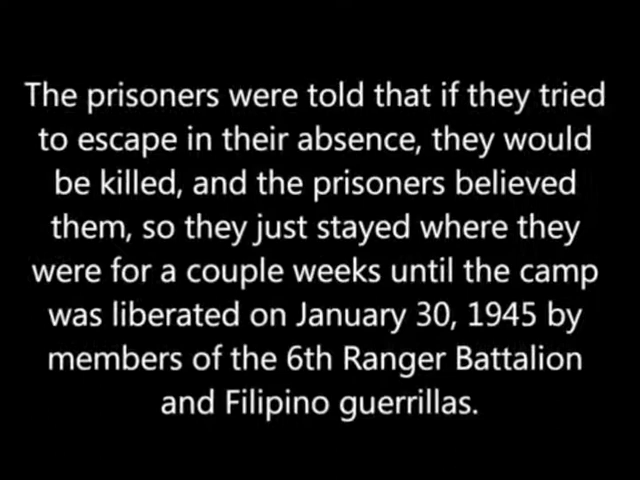 The prisoners were told that if they tried
to escape in their absence, they would
be killed, and the prisoners believed
them, so they just stayed where they
were for a couple weeks until the camp
was liberated on January 30, 1945 by
members of the 6th Ranger Battalion
and Filipino guerrillas.